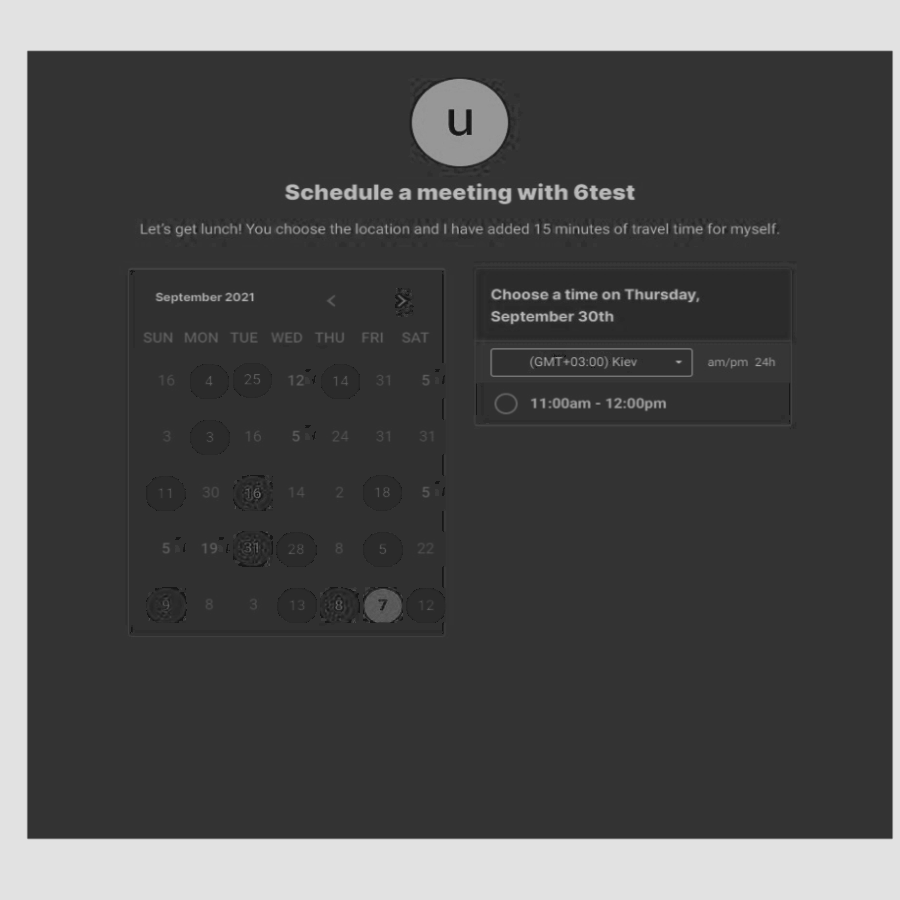 u
Schedule a meeting with 6test
Let's get lunch! You choose the location and I have added 15 minutes of travel time for myself.
September 2021 < >
SUN MON TUE WED THU FRI SAT
16 4 25 12 14 31 5
3 3 16 5 24 31 31
11 30 16 14 2 18 5
5 19 31 28 8 5 22
9 8 3 13 8 7 12
Choose a time on Thursday,
September 30th
(GMT+03:00) Kiev am/pm 24h
11:00am - 12:00pm